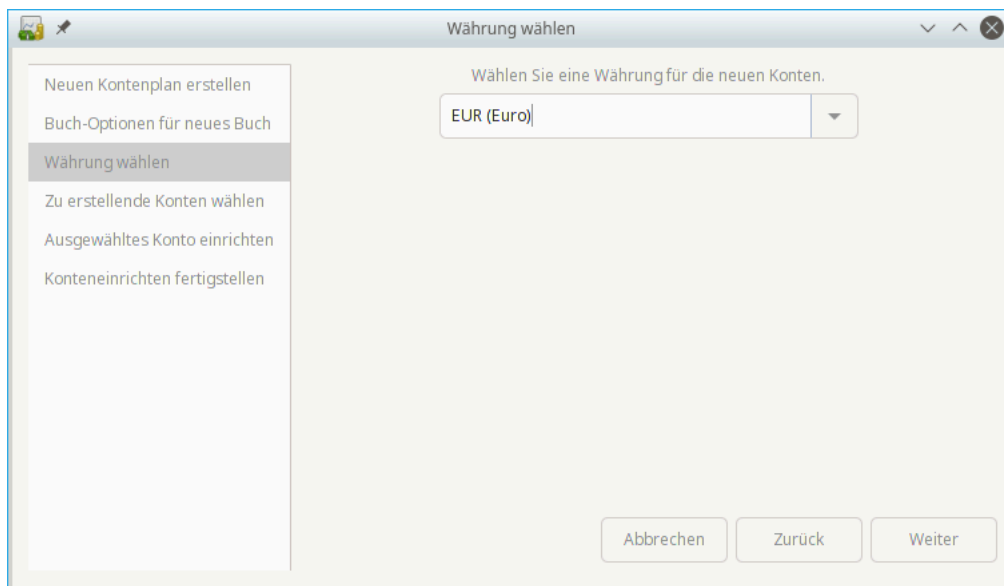 Währung wählen
Neuen Kontenplan erstellen
Buch-Optionen für neues Buch
Währung wählen
Zu erstellende Konten wählen
Ausgewähltes Konto einrichten
Konteneinrichten fertigstellen
Wählen Sie eine Währung für die neuen Konten.
EUR (Euro)
Abbrechen
Zurück
Weiter